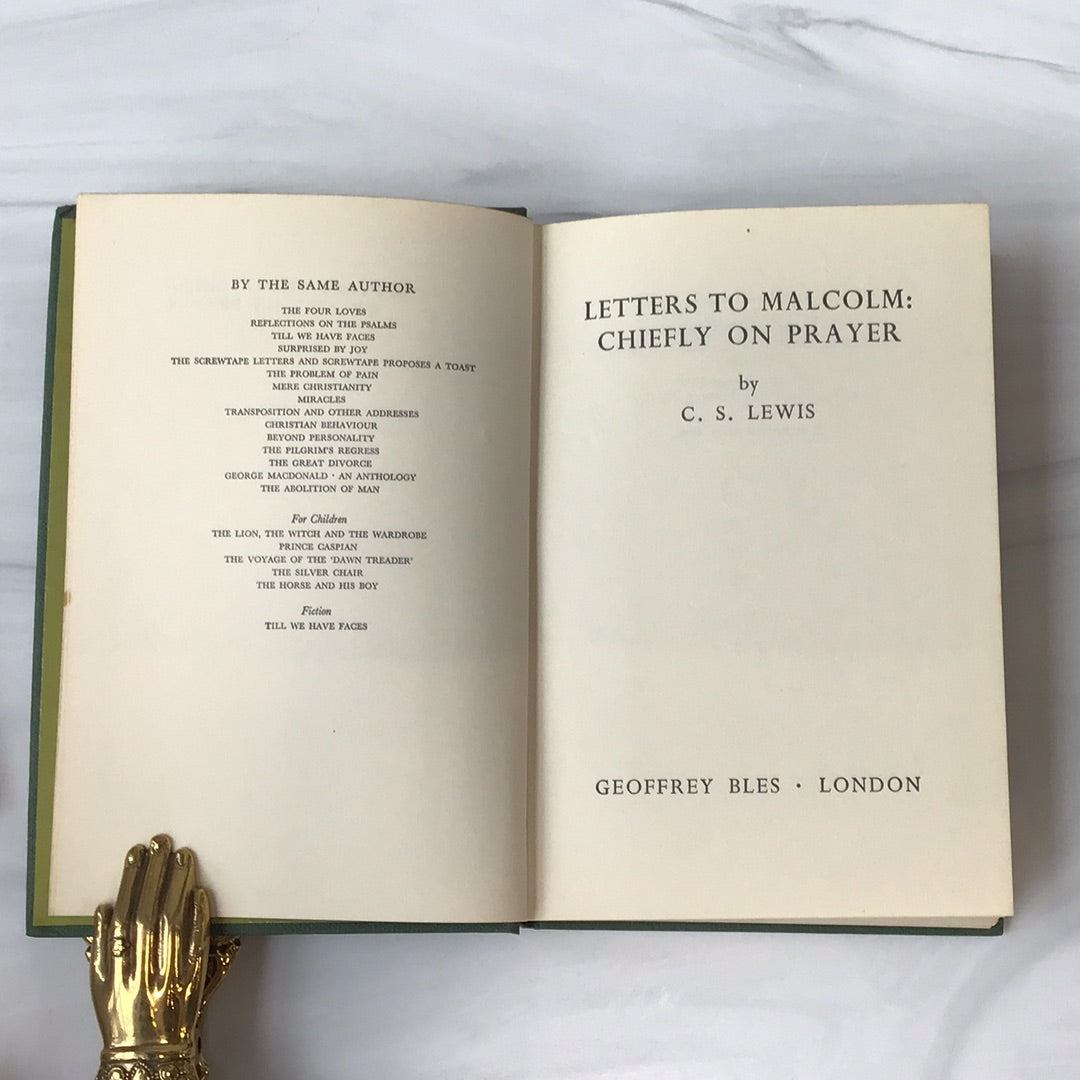 BY THE SAME AUTHOR
THE FOUR LOVES
REFLECTIONS ON THE PSALMS
TILL WE HAVE FACES
SURPRISED BY JOY
THE SCREWTAPE LETTERS AND SCREWTAPE PROPOSES A TOAST
THE PROBLEM OF PAIN
MERE CHRISTIANITY
MIRACLES
TRANSPOSITION AND OTHER ADDRESSES
CHRISTIAN BEHAVIOUR
BEYOND PERSONALITY
THE PILGRIM'S REGRESS
THE GREAT DIVORCE
GEORGE MACDONALD · AN ANTHOLOGY
THE ABOLITION OF MAN
For Children
THE LION, THE WITCH AND THE WARDROBE
PRINCE CASPIAN
THE VOYAGE OF THE 'DAWN TREADER'
THE SILVER CHAIR
THE HORSE AND HIS BOY
Fiction
TILL WE HAVE FACES
LETTERS TO MALCOLM:
CHIEFLY ON PRAYER
by
C. S. LEWIS
GEOFFREY BLES · LONDON